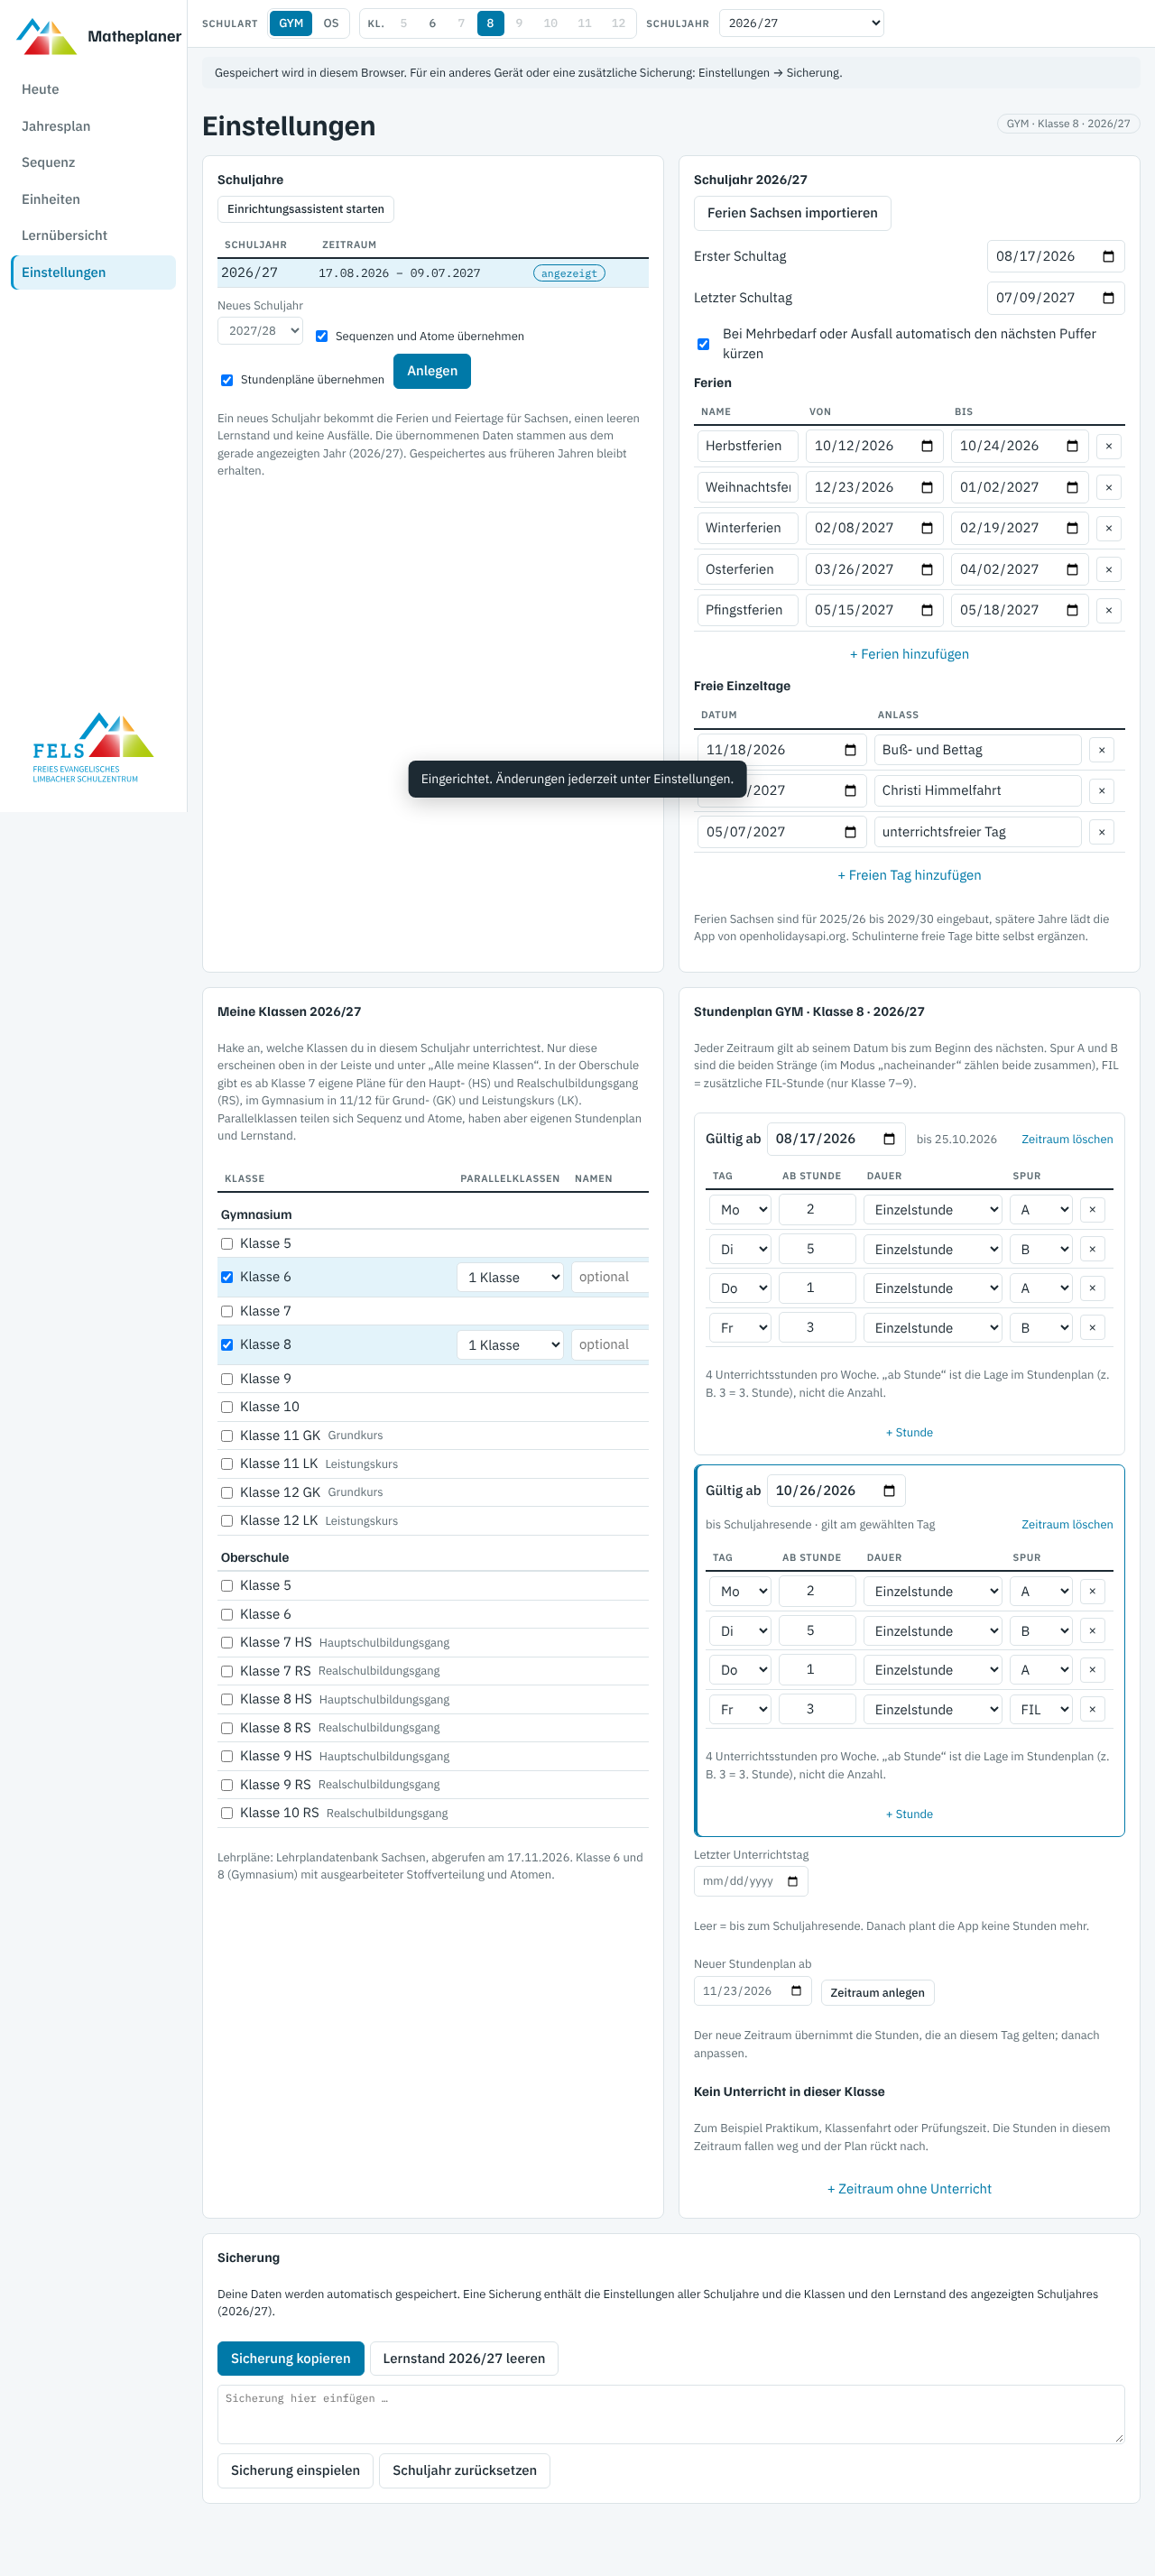 Matheplaner
SCHULART GYM OS KL. 5 6 7 8 9 10 11 12 SCHULJAHR 2026/27
Heute
Jahresplan
Sequenz
Einheiten
Lernübersicht
Einstellungen
FELS
FREIES EVANGELISCHES
LIMBACHER SCHULZENTRUM
Gespeichert wird in diesem Browser. Für ein anderes Gerät oder eine zusätzliche Sicherung: Einstellungen → Sicherung.
Einstellungen
GYM · Klasse 8 · 2026/27
Schuljahre
Einrichtungsassistent starten
SCHULJAHR ZEITRAUM
2026/27 17.08.2026 – 09.07.2027 angezeigt
Neues Schuljahr
2027/28 Sequenzen und Atome übernehmen
Stundenpläne übernehmen Anlegen
Ein neues Schuljahr bekommt die Ferien und Feiertage für Sachsen, einen leeren
Lernstand und keine Ausfälle. Die übernommenen Daten stammen aus dem
gerade angezeigten Jahr (2026/27). Gespeichertes aus früheren Jahren bleibt
erhalten.
Schuljahr 2026/27
Ferien Sachsen importieren
Erster Schultag 08/17/2026
Letzter Schultag 07/09/2027
Bei Mehrbedarf oder Ausfall automatisch den nächsten Puffer
kürzen
Ferien
NAME VON BIS
Herbstferien 10/12/2026 10/24/2026 ×
Weihnachtsfer 12/23/2026 01/02/2027 ×
Winterferien 02/08/2027 02/19/2027 ×
Osterferien 03/26/2027 04/02/2027 ×
Pfingstferien 05/15/2027 05/18/2027 ×
+ Ferien hinzufügen
Freie Einzeltage
DATUM ANLASS
11/18/2026 Buß- und Bettag ×
/2027 Christi Himmelfahrt ×
05/07/2027 unterrichtsfreier Tag ×
+ Freien Tag hinzufügen
Ferien Sachsen sind für 2025/26 bis 2029/30 eingebaut, spätere Jahre lädt die
App von openholidaysapi.org. Schulinterne freie Tage bitte selbst ergänzen.
Eingerichtet. Änderungen jederzeit unter Einstellungen.
Meine Klassen 2026/27
Hake an, welche Klassen du in diesem Schuljahr unterrichtest. Nur diese
erscheinen oben in der Leiste und unter „Alle meine Klassen“. In der Oberschule
gibt es ab Klasse 7 eigene Pläne für den Haupt- (HS) und Realschulbildungsgang
(RS), im Gymnasium in 11/12 für Grund- (GK) und Leistungskurs (LK).
Parallelklassen teilen sich Sequenz und Atome, haben aber eigenen Stundenplan
und Lernstand.
KLASSE PARALLELKLASSEN NAMEN
Gymnasium
Klasse 5
Klasse 6 1 Klasse optional
Klasse 7
Klasse 8 1 Klasse optional
Klasse 9
Klasse 10
Klasse 11 GK Grundkurs
Klasse 11 LK Leistungskurs
Klasse 12 GK Grundkurs
Klasse 12 LK Leistungskurs
Oberschule
Klasse 5
Klasse 6
Klasse 7 HS Hauptschulbildungsgang
Klasse 7 RS Realschulbildungsgang
Klasse 8 HS Hauptschulbildungsgang
Klasse 8 RS Realschulbildungsgang
Klasse 9 HS Hauptschulbildungsgang
Klasse 9 RS Realschulbildungsgang
Klasse 10 RS Realschulbildungsgang
Lehrpläne: Lehrplandatenbank Sachsen, abgerufen am 17.11.2026. Klasse 6 und
8 (Gymnasium) mit ausgearbeiteter Stoffverteilung und Atomen.
Stundenplan GYM · Klasse 8 · 2026/27
Jeder Zeitraum gilt ab seinem Datum bis zum Beginn des nächsten. Spur A und B
sind die beiden Stränge (im Modus „nacheinander“ zählen beide zusammen), FIL
= zusätzliche FIL-Stunde (nur Klasse 7–9).
Gültig ab 08/17/2026 bis 25.10.2026 Zeitraum löschen
TAG AB STUNDE DAUER SPUR
Mo 2 Einzelstunde A ×
Di 5 Einzelstunde B ×
Do 1 Einzelstunde A ×
Fr 3 Einzelstunde B ×
4 Unterrichtsstunden pro Woche. „ab Stunde“ ist die Lage im Stundenplan (z.
B. 3 = 3. Stunde), nicht die Anzahl.
+ Stunde
Gültig ab 10/26/2026
bis Schuljahresende · gilt am gewählten Tag Zeitraum löschen
TAG AB STUNDE DAUER SPUR
Mo 2 Einzelstunde A ×
Di 5 Einzelstunde B ×
Do 1 Einzelstunde A ×
Fr 3 Einzelstunde FIL ×
4 Unterrichtsstunden pro Woche. „ab Stunde“ ist die Lage im Stundenplan (z.
B. 3 = 3. Stunde), nicht die Anzahl.
+ Stunde
Letzter Unterrichtstag
mm/dd/yyyy
Leer = bis zum Schuljahresende. Danach plant die App keine Stunden mehr.
Neuer Stundenplan ab
11/23/2026 Zeitraum anlegen
Der neue Zeitraum übernimmt die Stunden, die an diesem Tag gelten; danach
anpassen.
Kein Unterricht in dieser Klasse
Zum Beispiel Praktikum, Klassenfahrt oder Prüfungszeit. Die Stunden in diesem
Zeitraum fallen weg und der Plan rückt nach.
+ Zeitraum ohne Unterricht
Sicherung
Deine Daten werden automatisch gespeichert. Eine Sicherung enthält die Einstellungen aller Schuljahre und die Klassen und den Lernstand des angezeigten Schuljahres
(2026/27).
Sicherung kopieren Lernstand 2026/27 leeren
Sicherung hier einfügen …
Sicherung einspielen Schuljahr zurücksetzen